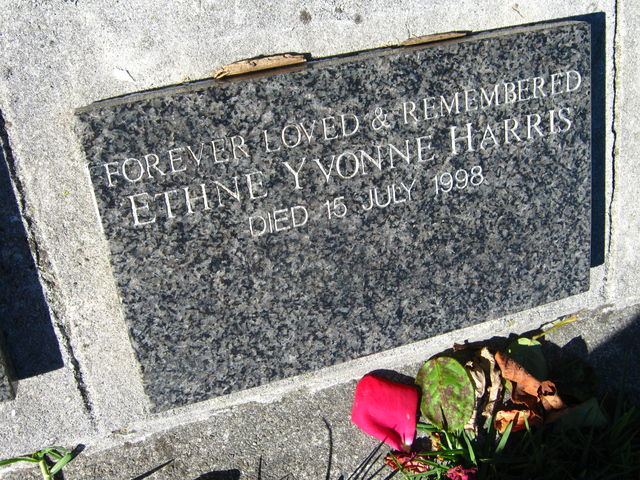 FOREVER LOVED & REMEMBERED
ETHNE YVONNE HARRIS
DIED 15 JULY 1998